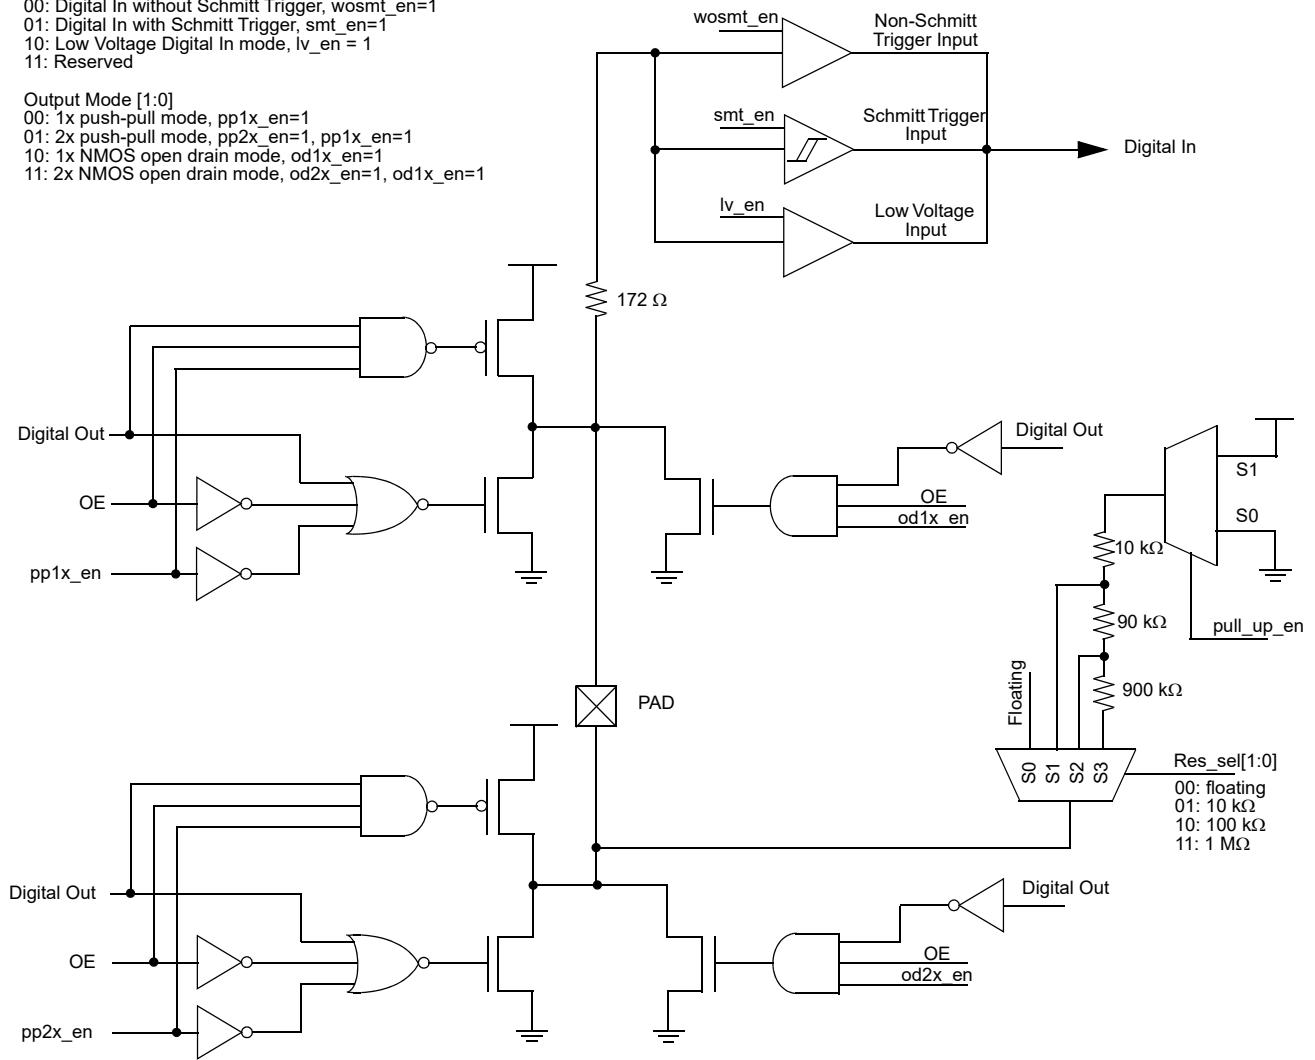 00: Digital In without Schmitt Trigger, wosmt_en=1
01: Digital In with Schmitt Trigger, smt_en=1
10: Low Voltage Digital In mode, lv_en = 1
11: Reserved
Output Mode [1:0]
00: 1x push-pull mode, pp1x_en=1
01: 2x push-pull mode, pp2x_en=1, pp1x_en=1
10: 1x NMOS open drain mode, od1x_en=1
11: 2x NMOS open drain mode, od2x_en=1, od1x_en=1
wosmt_en
Non-Schmitt
Trigger Input
smt_en
Schmitt Trigger
Input
Digital In
lv_en
Low Voltage
Input
172 Ω
Digital Out
OE
pp1x_en
Digital Out
OE
od1x_en
S1
S0
10 kΩ
90 kΩ
pull_up_en
900 kΩ
Floating
PAD
S0
S1
S2
S3
Res_sel[1:0]
00: floating
01: 10 kΩ
10: 100 kΩ
11: 1 MΩ
Digital Out
OE
pp2x_en
Digital Out
OE
od2x_en